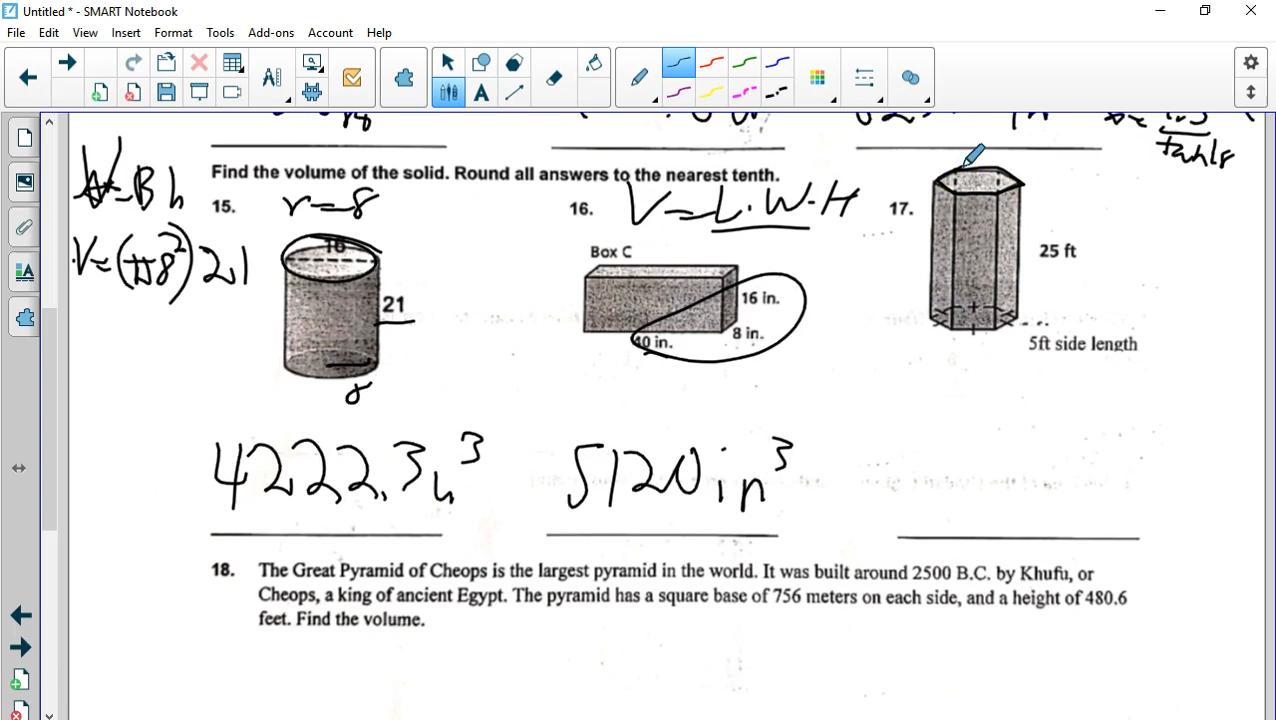 Untitled * - SMART Notebook
File Edit View Insert Format Tools Add-ons Account Help
Find the volume of the solid. Round all answers to the nearest tenth.
V=Bh
15. r=8
16. V=L·W·H
17.
V=(π8²)21
16
21
8
Box C
16 in.
8 in.
40 in.
25 ft
5ft side length
4222.3u³
5120in³
18. The Great Pyramid of Cheops is the largest pyramid in the world. It was built around 2500 B.C. by Khufu, or
Cheops, a king of ancient Egypt. The pyramid has a square base of 756 meters on each side, and a height of 480.6
feet. Find the volume.